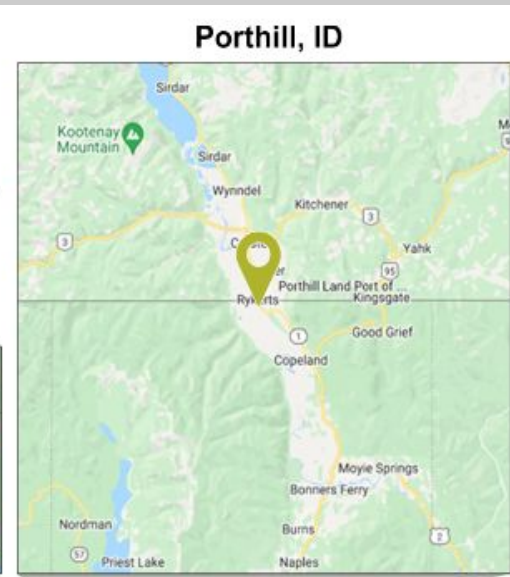 Porthill, ID
Sirdar
Kootenay
Mountain
Sirdar
Wynndel
Kitchener
3
3
Yahk
95
Porthill Land Port of ...
Rykerts
Kingsgate
1
Good Grief
Copeland
Moyie Springs
Bonners Ferry
Nordman
Burns
2
57
Priest Lake
Naples